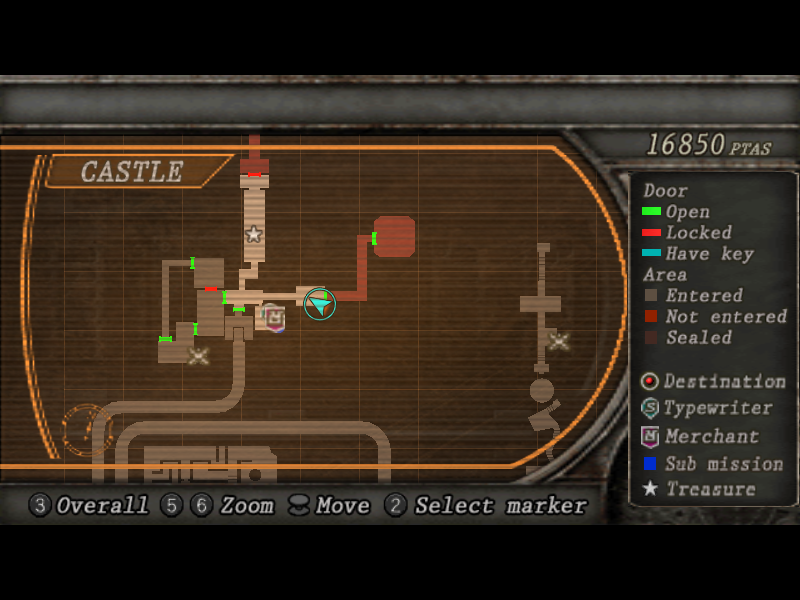 16850 PTAS
CASTLE
Door
Open
Locked
Have key
Area
Entered
Not entered
Sealed
Destination
S Typewriter
M Merchant
Sub mission
Treasure
M
3 Overall 5 6 Zoom Move 2 Select marker